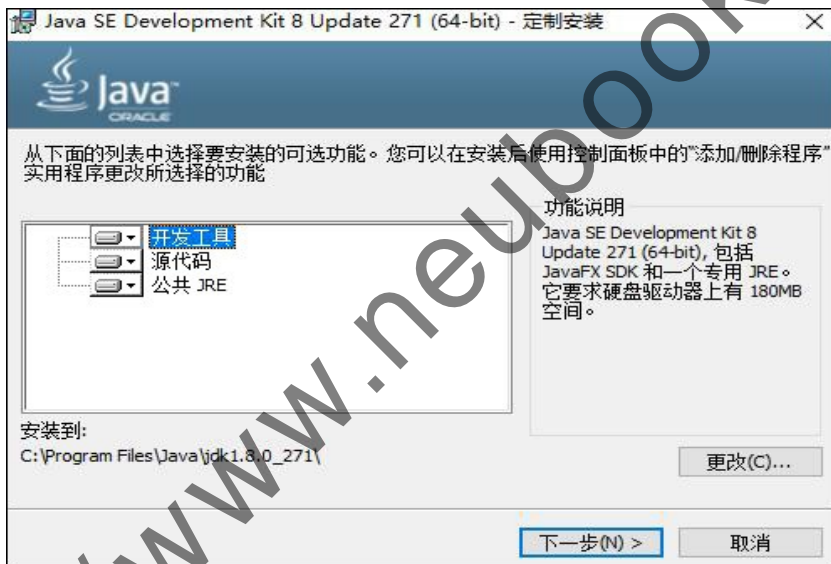 Java SE Development Kit 8 Update 271 (64-bit) - 定制安装
Java™
ORACLE
从下面的列表中选择要安装的可选功能。您可以在安装后使用控制面板中的"添加/删除程序"
实用程序更改所选择的功能
开发工具
源代码
公共 JRE
功能说明
Java SE Development Kit 8
Update 271 (64-bit), 包括
JavaFX SDK 和一个专用 JRE。
它要求硬盘驱动器上有 180MB
空间。
安装到:
C:\Program Files\Java\jdk1.8.0_271\
更改(C)...
下一步(N) >
取消
www.neubook